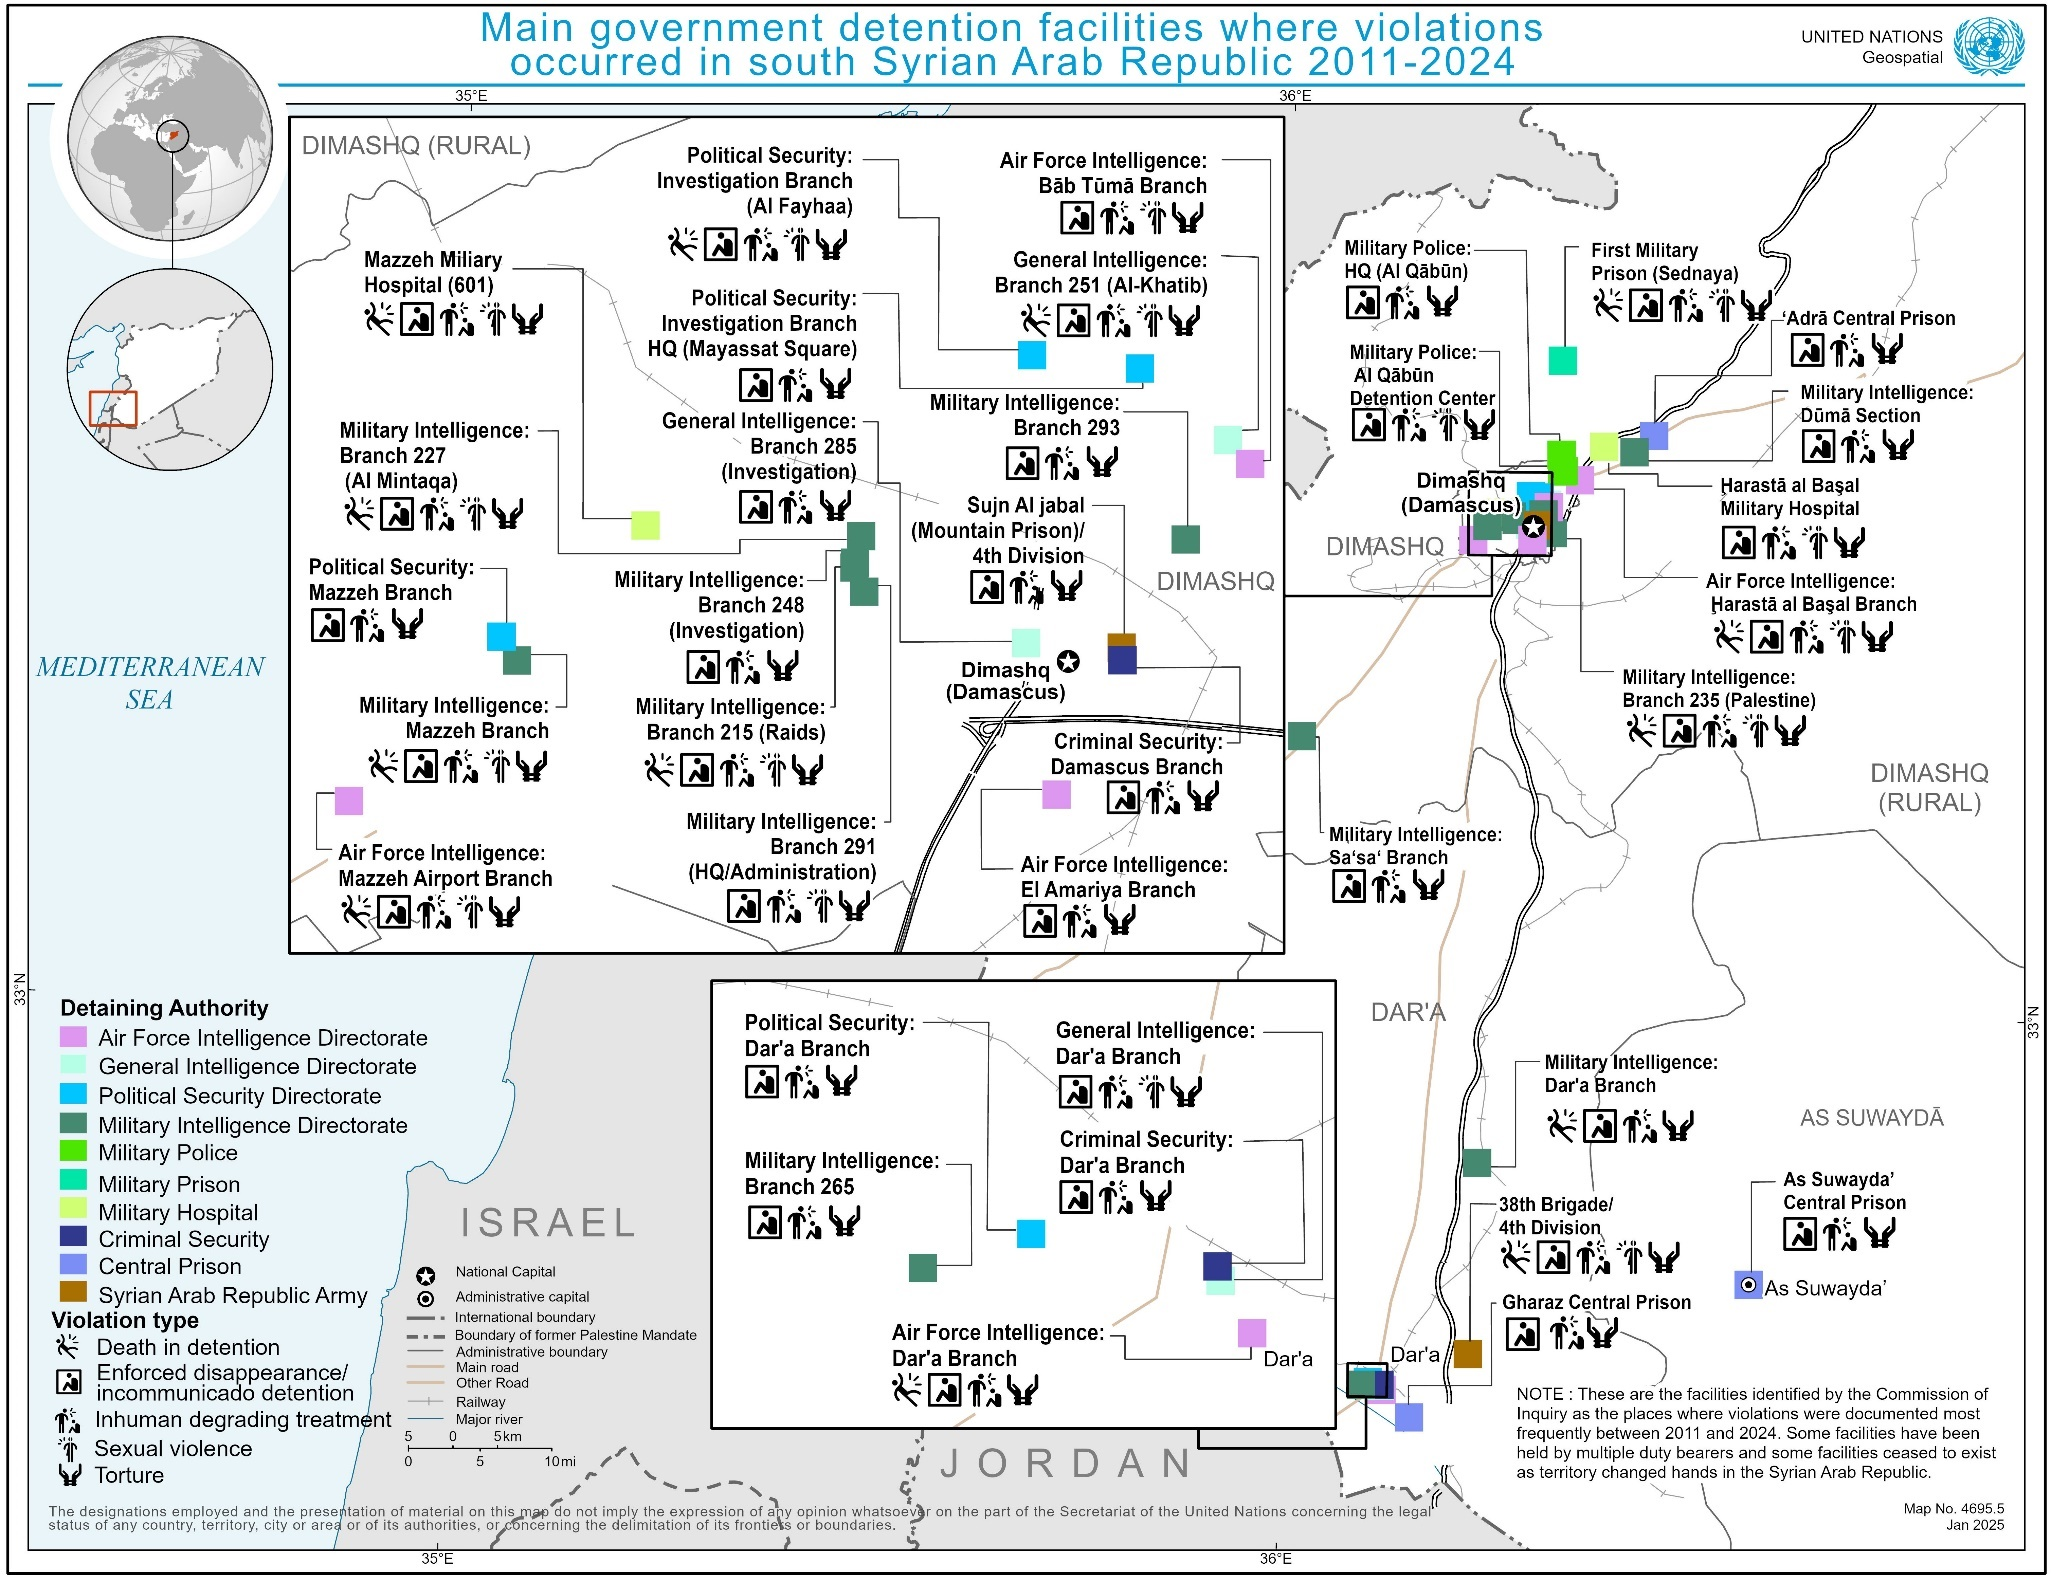 Main government detention facilities where violations
occurred in south Syrian Arab Republic 2011-2024
UNITED NATIONS
Geospatial
35°E
36°E
DIMASHQ (RURAL)
Political Security:
Investigation Branch
(Al Fayhaa)
Air Force Intelligence:
Bāb Tūmā Branch
Mazzeh Miliary
Hospital (601)
General Intelligence:
Branch 251 (Al-Khatib)
Political Security:
Investigation Branch
HQ (Mayassat Square)
Military Intelligence:
Branch 227
(Al Mintaqa)
General Intelligence:
Branch 285
(Investigation)
Military Intelligence:
Branch 293
Sujn Al jabal
(Mountain Prison)/
4th Division
DIMASHQ
Political Security:
Mazzeh Branch
Military Intelligence:
Branch 248
(Investigation)
Dimashq
(Damascus)
Military Intelligence:
Mazzeh Branch
Military Intelligence:
Branch 215 (Raids)
Criminal Security:
Damascus Branch
Air Force Intelligence:
Mazzeh Airport Branch
Military Intelligence:
Branch 291
(HQ/Administration)
Air Force Intelligence:
El Amariya Branch
Military Police:
HQ (Al Qābūn)
First Military
Prison (Sednaya)
‘Adrā Central Prison
Military Police:
Al Qābūn
Detention Center
Military Intelligence:
Dūmā Section
Dimashq
(Damascus)
Ḩarastā al Başal
Military Hospital
DIMASHQ
Air Force Intelligence:
Ḩarastā al Başal Branch
Military Intelligence:
Branch 235 (Palestine)
DIMASHQ
(RURAL)
Military Intelligence:
Sa‘sa‘ Branch
MEDITERRANEAN
SEA
33°N
33°N
DAR'A
Military Intelligence:
Dar'a Branch
AS SUWAYDĀ
38th Brigade/
4th Division
As Suwayda’
Central Prison
As Suwayda’
Gharaz Central Prison
Dar'a
Political Security:
Dar'a Branch
General Intelligence:
Dar'a Branch
Criminal Security:
Dar'a Branch
Military Intelligence:
Branch 265
Air Force Intelligence:
Dar'a Branch
Dar'a
ISRAEL
JORDAN
Detaining Authority
Air Force Intelligence Directorate
General Intelligence Directorate
Political Security Directorate
Military Intelligence Directorate
Military Police
Military Prison
Military Hospital
Criminal Security
Central Prison
Syrian Arab Republic Army
Violation type
Death in detention
Enforced disappearance/
incommunicado detention
Inhuman degrading treatment
Sexual violence
Torture
National Capital
Administrative capital
International boundary
Boundary of former Palestine Mandate
Administrative boundary
Main road
Other Road
Railway
Major river
5 0 5km
0 5 10mi
NOTE : These are the facilities identified by the Commission of
Inquiry as the places where violations were documented most
frequently between 2011 and 2024. Some facilities have been
held by multiple duty bearers and some facilities ceased to exist
as territory changed hands in the Syrian Arab Republic.
The designations employed and the presentation of material on this map do not imply the expression of any opinion whatsoever on the part of the Secretariat of the United Nations concerning the legal
status of any country, territory, city or area or of its authorities, or concerning the delimitation of its frontiers or boundaries.
Map No. 4695.5
Jan 2025
35°E
36°E